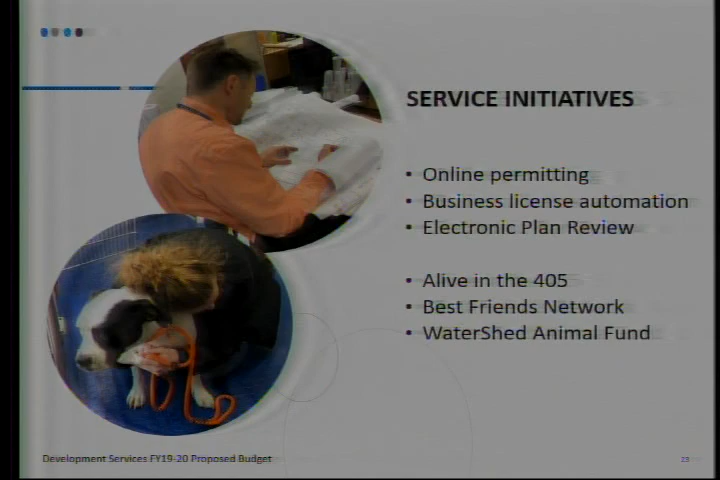 SERVICE INITIATIVES
• Online permitting
• Business license automation
• Electronic Plan Review
• Alive in the 405
• Best Friends Network
• WaterShed Animal Fund
Development Services FY19-20 Proposed Budget